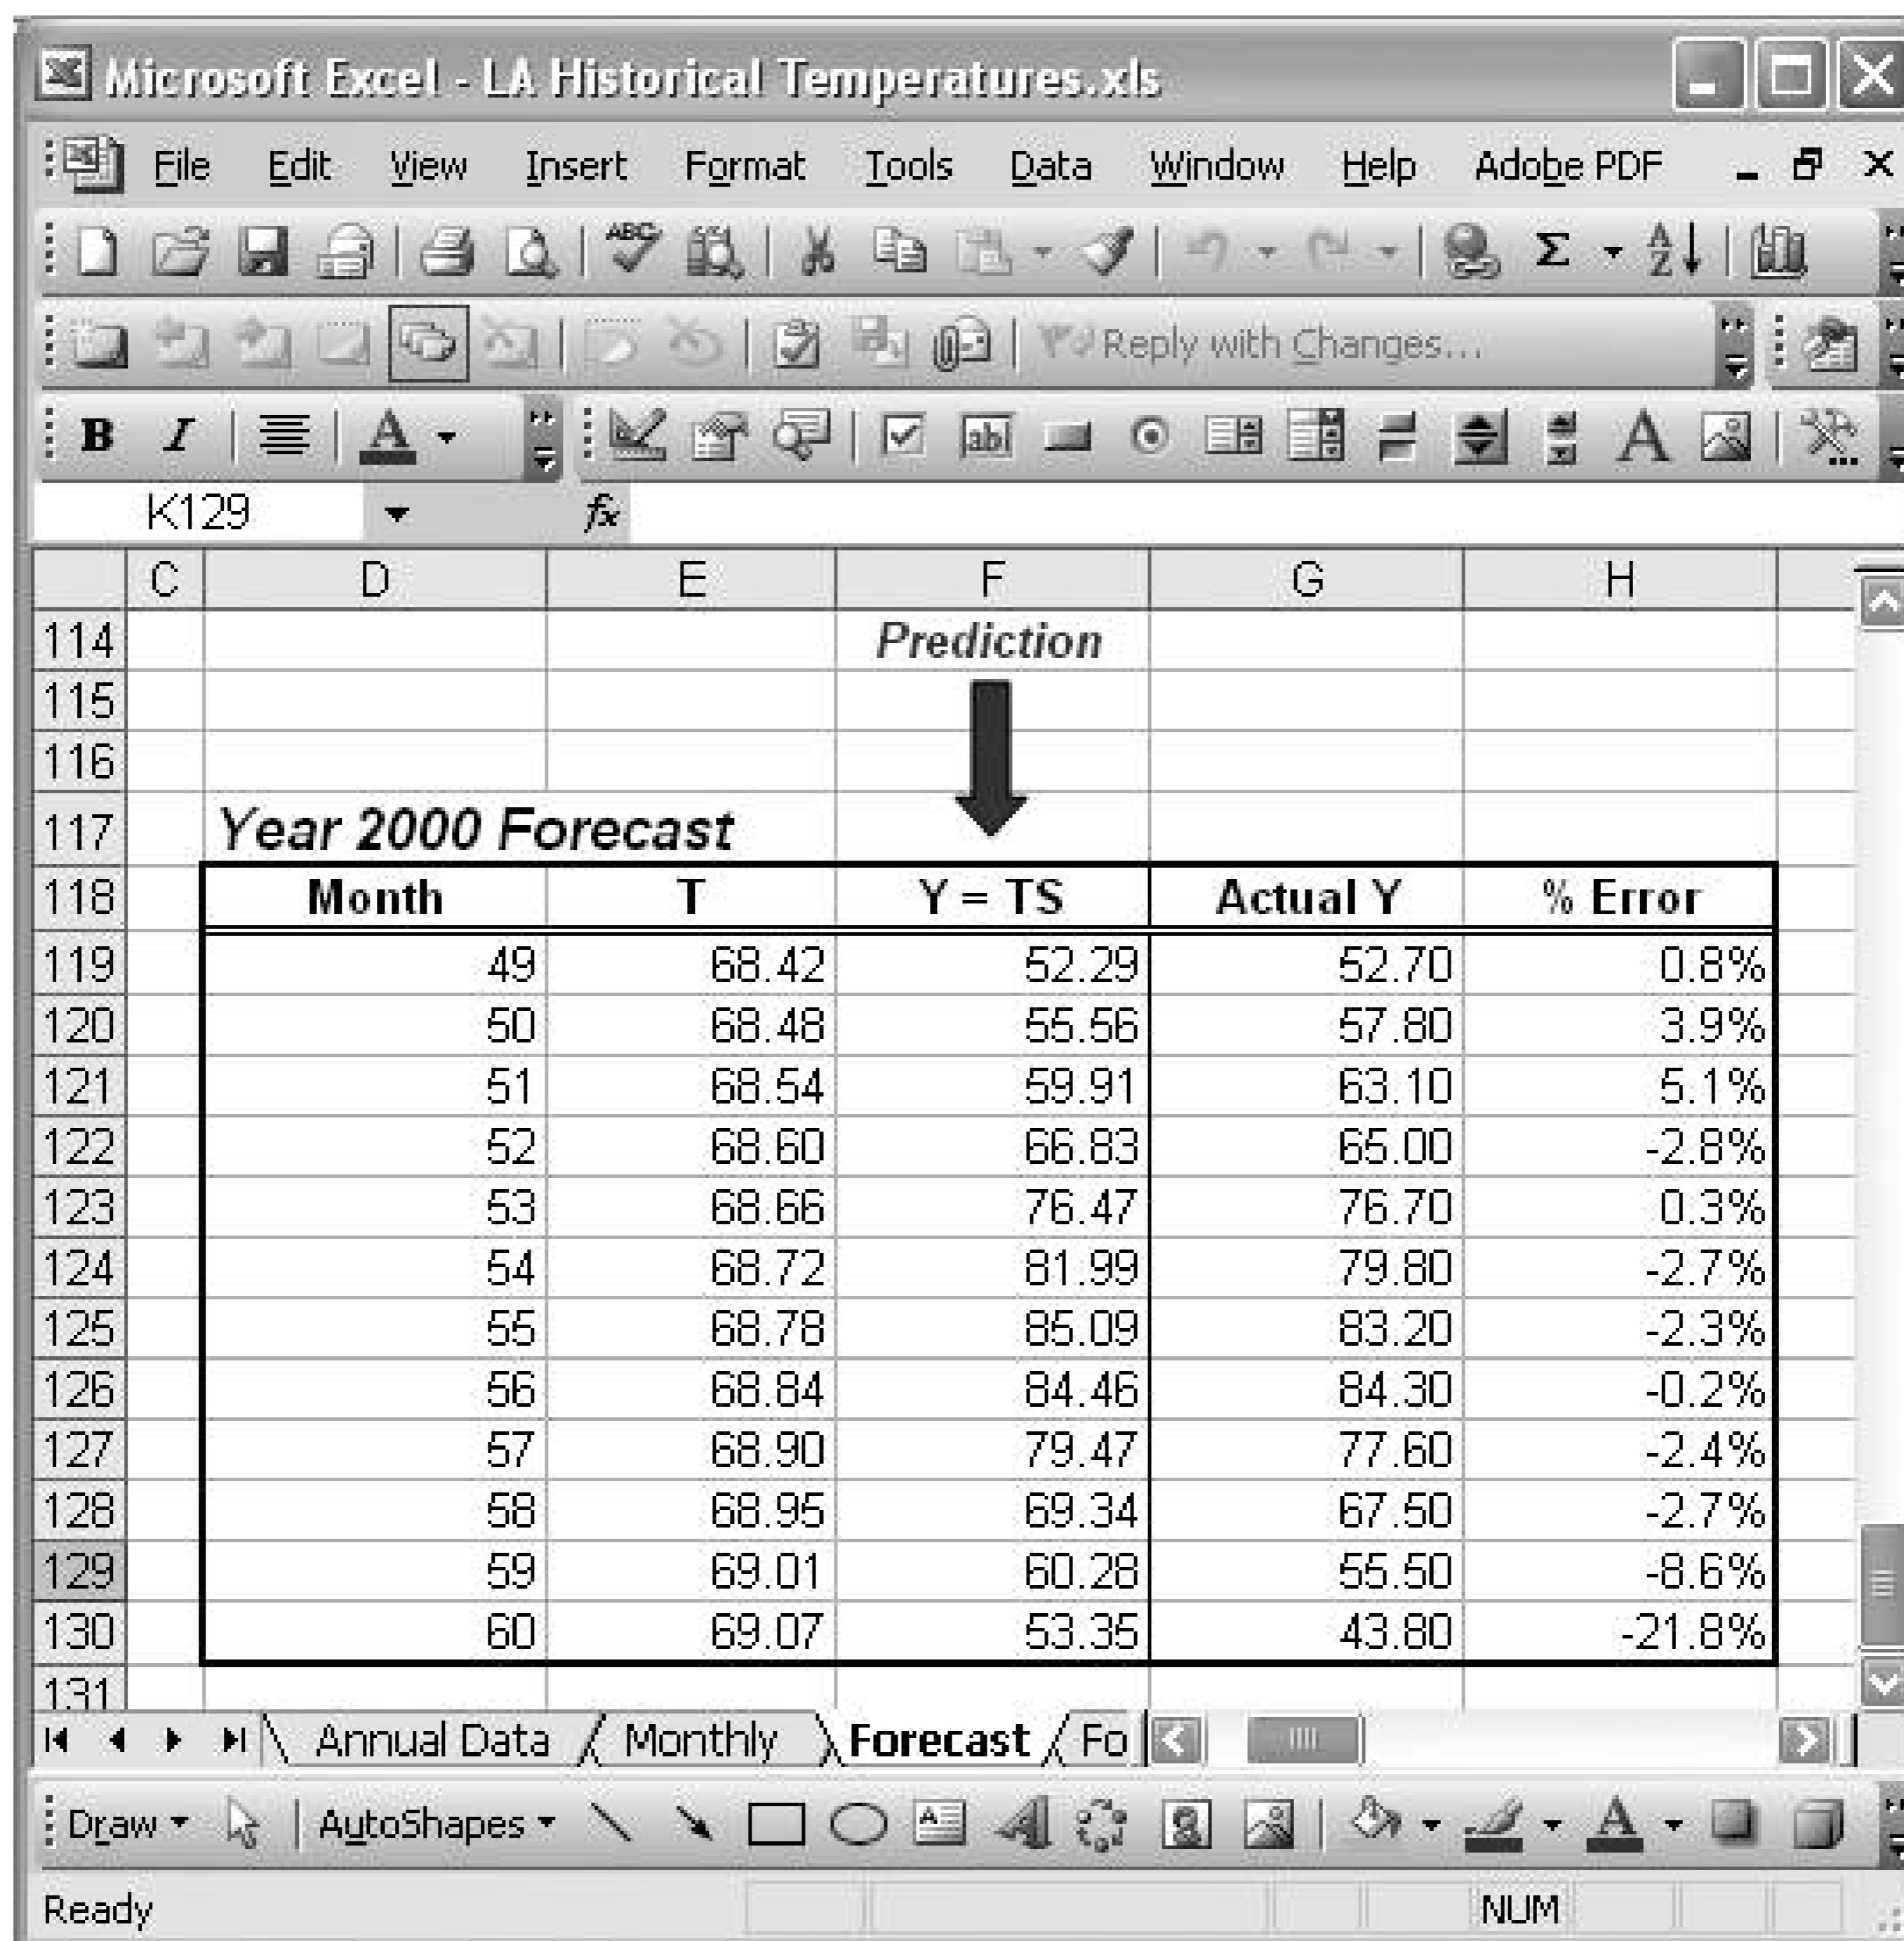 Microsoft Excel - LA Historical Temperatures.xls
File Edit View Insert Format Tools Data Window Help Adobe PDF
ABC Σ A Z
Reply with Changes...
B I A ab A
K129 fx
C D E F G H
114 Prediction
115
116
117 Year 2000 Forecast
118 Month T Y = TS Actual Y % Error
119 49 68.42 52.29 52.70 0.8%
120 50 68.48 55.56 57.80 3.9%
121 51 68.54 59.91 63.10 5.1%
122 52 68.60 66.83 65.00 -2.8%
123 53 68.66 76.47 76.70 0.3%
124 54 68.72 81.99 79.80 -2.7%
125 55 68.78 85.09 83.20 -2.3%
126 56 68.84 84.46 84.30 -0.2%
127 57 68.90 79.47 77.60 -2.4%
128 58 68.95 69.34 67.50 -2.7%
129 59 69.01 60.28 55.50 -8.6%
130 60 69.07 53.35 43.80 -21.8%
131
Annual Data Monthly Forecast Fo
Draw AutoShapes A A A
Ready NUM